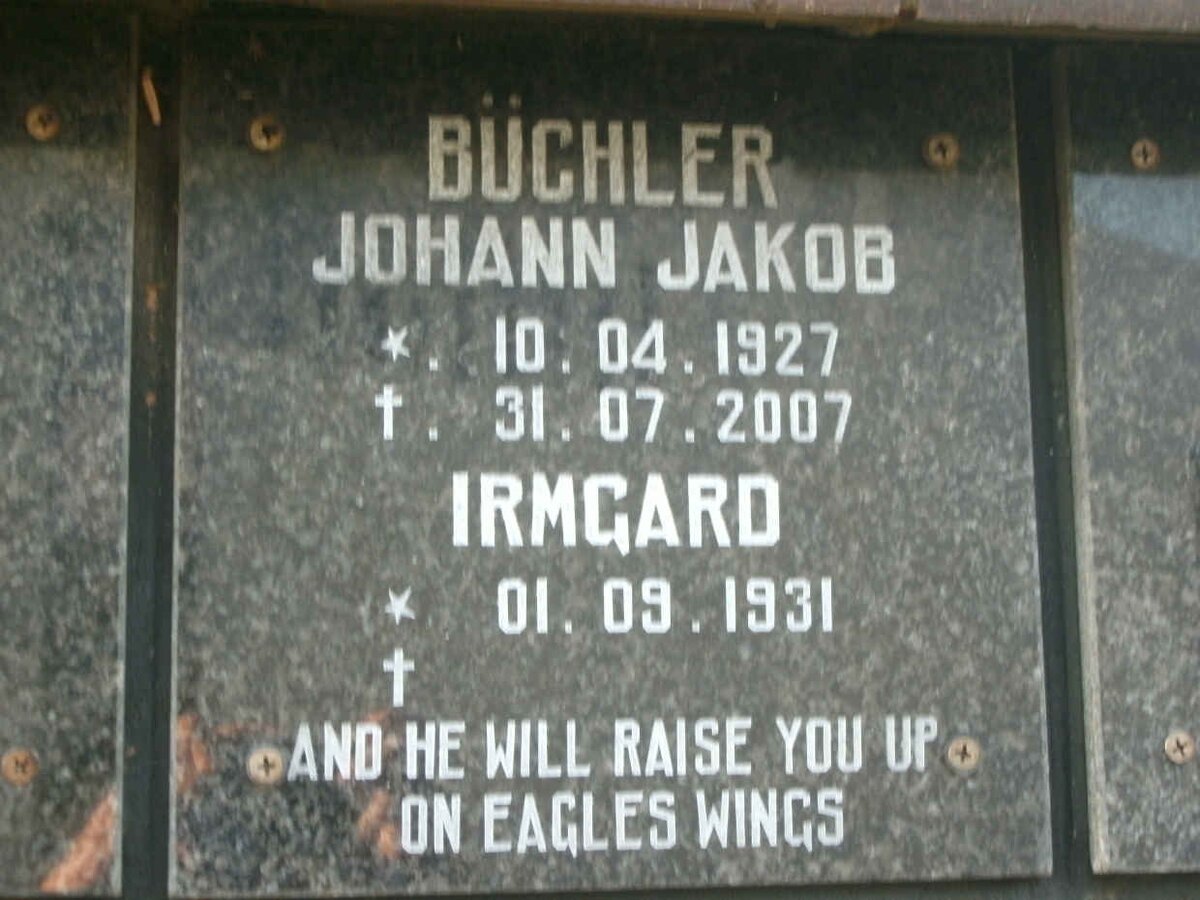 BÜCHLER
JOHANN JAKOB
*. 10.04.1927
†. 31.07.2007
IRMGARD
* 01.09.1931
†
AND HE WILL RAISE YOU UP
ON EAGLES WINGS